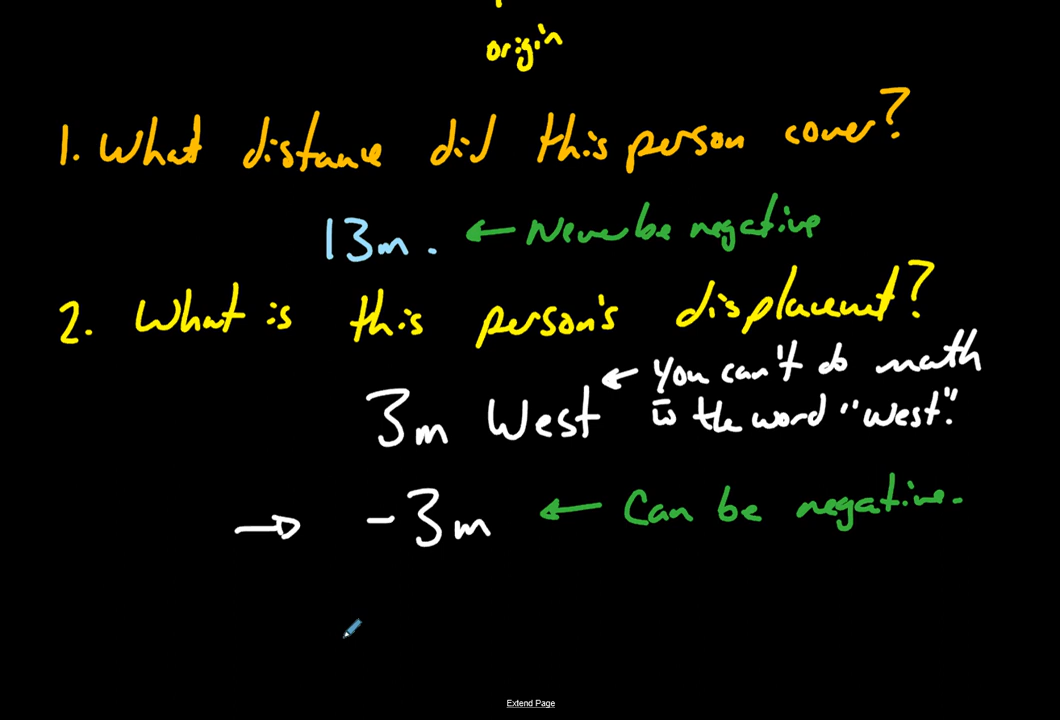 origin
1. What distance did this person cover?
13m. ← Never be negative
2. What is this person's displacement?
3m West ← You can't do math
w̄ the word "west".
→ -3m ← Can be negative.
Extend Page